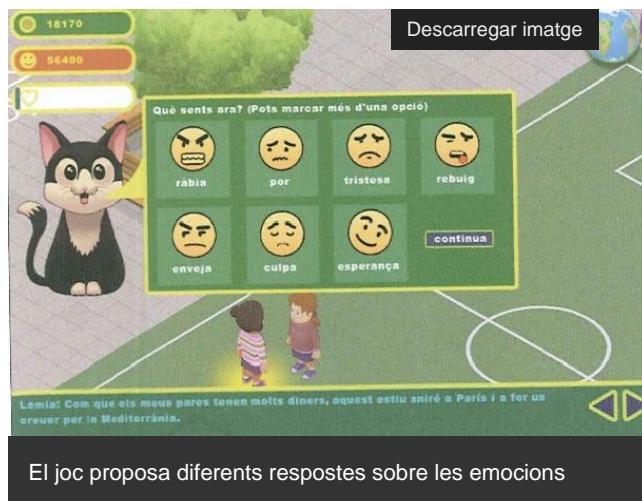 18170
Descarregar imatge
56400
Què sents ara? (Pots marcar més d'una opció)
ràbia
por
tristesa
rebuig
enveja
culpa
esperança
continua
Lamia: Com que els meus pares tenen molts diners, aquest estiu aniré a París i a fer un
creuer per la Mediterrània.
El joc proposa diferents respostes sobre les emocions